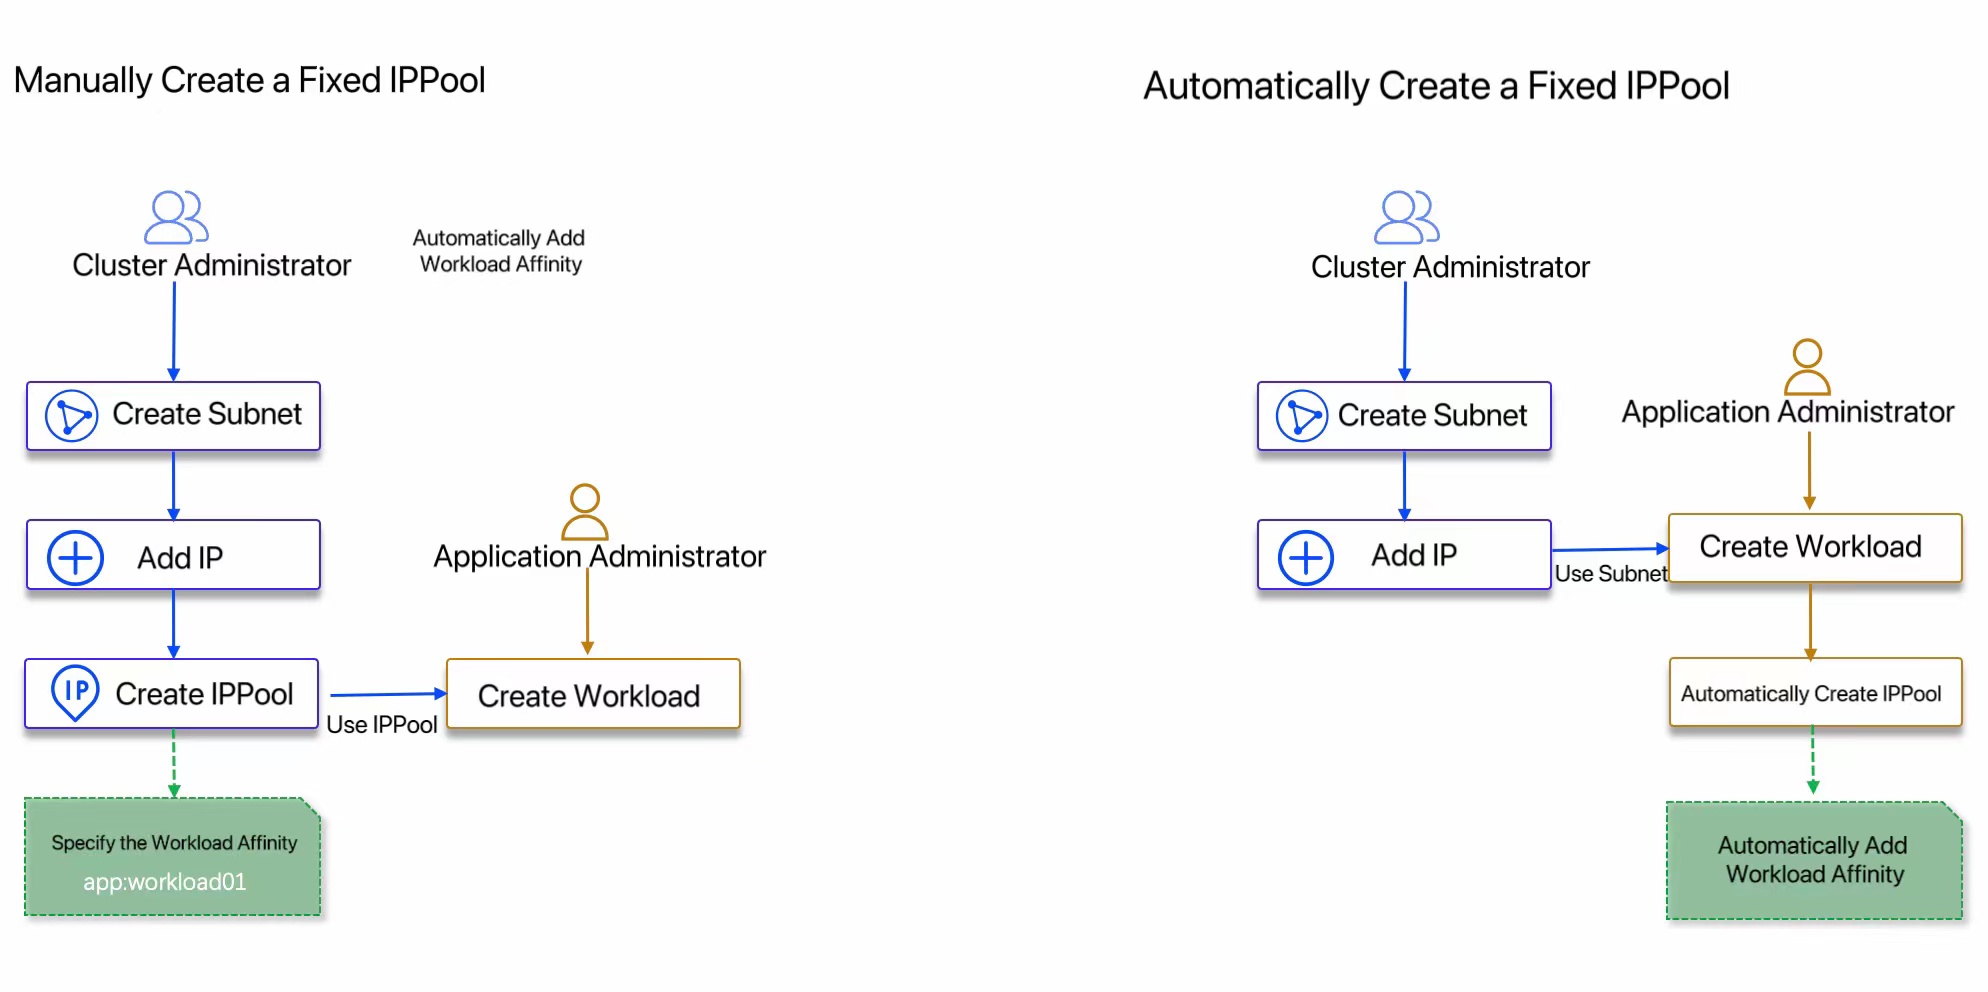 Manually Create a Fixed IPPool
Cluster Administrator
Automatically Add
Workload Affinity
Create Subnet
Add IP
Application Administrator
Create IPPool
Use IPPool
Create Workload
Specify the Workload Affinity
app:workload01
Automatically Create a Fixed IPPool
Cluster Administrator
Create Subnet
Application Administrator
Add IP
Use Subnet
Create Workload
Automatically Create IPPool
Automatically Add
Workload Affinity
IP